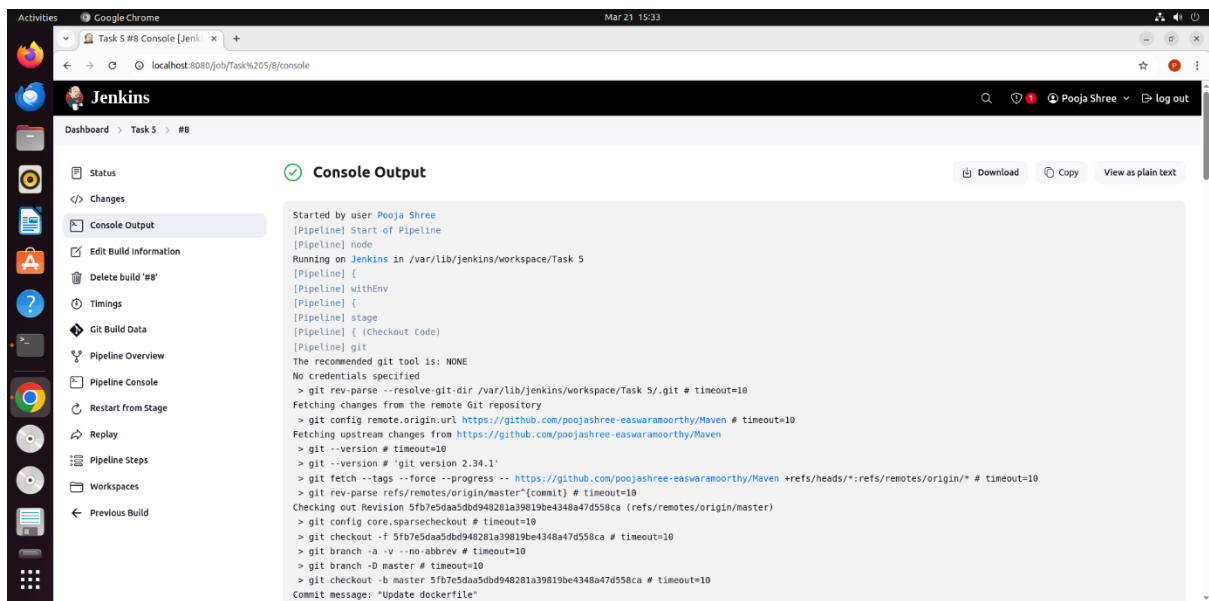 Activities
Google Chrome
Mar 21 15:33
Task 5 #8 Console [Jenki
localhost:8080/job/Task%205/8/console
P
Jenkins
1
Pooja Shree
log out
Dashboard > Task 5 > #8
Status
Changes
Console Output
Edit Build Information
Delete build '#8'
Timings
Git Build Data
Pipeline Overview
Pipeline Console
Restart from Stage
Replay
Pipeline Steps
Workspaces
Previous Build
Console Output
Download
Copy
View as plain text
Started by user Pooja Shree
[Pipeline] Start of Pipeline
[Pipeline] node
Running on Jenkins in /var/lib/jenkins/workspace/Task 5
[Pipeline] {
[Pipeline] withEnv
[Pipeline] {
[Pipeline] stage
[Pipeline] { (Checkout Code)
[Pipeline] git
The recommended git tool is: NONE
No credentials specified
> git rev-parse --resolve-git-dir /var/lib/jenkins/workspace/Task 5/.git # timeout=10
Fetching changes from the remote Git repository
> git config remote.origin.url https://github.com/poojashree-easwaramoorthy/Maven # timeout=10
Fetching upstream changes from https://github.com/poojashree-easwaramoorthy/Maven
> git --version # timeout=10
> git --version # 'git version 2.34.1'
> git fetch --tags --force --progress -- https://github.com/poojashree-easwaramoorthy/Maven +refs/heads/*:refs/remotes/origin/* # timeout=10
> git rev-parse refs/remotes/origin/master^{commit} # timeout=10
Checking out Revision 5fb7e5daa5dbd948281a39819be4348a47d558ca (refs/remotes/origin/master)
> git config core.sparsecheckout # timeout=10
> git checkout -f 5fb7e5daa5dbd948281a39819be4348a47d558ca # timeout=10
> git branch -a -v --no-abbrev # timeout=10
> git branch -D master # timeout=10
> git checkout -b master 5fb7e5daa5dbd948281a39819be4348a47d558ca # timeout=10
Commit message: "Update dockerfile"